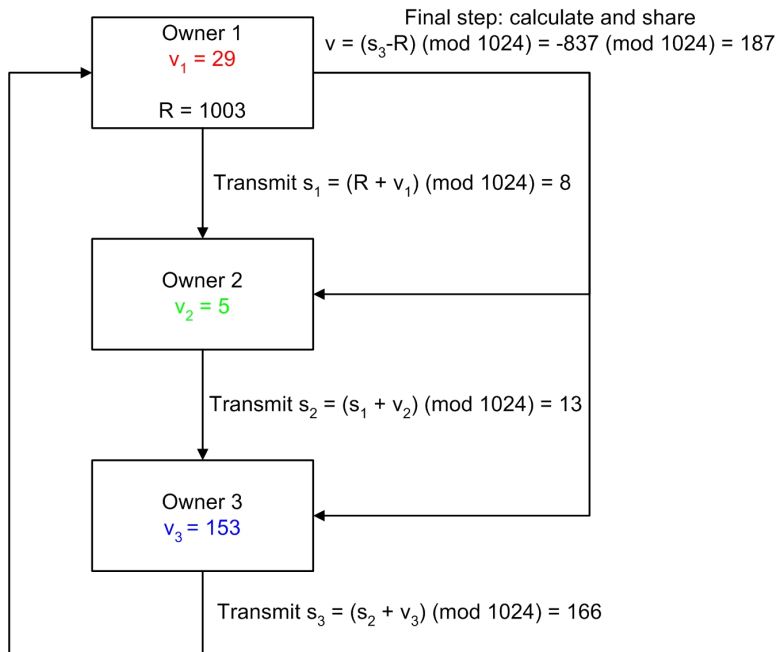 Final step: calculate and share
v = (s₃-R) (mod 1024) = -837 (mod 1024) = 187
Owner 1
v₁ = 29
R = 1003
Transmit s₁ = (R + v₁) (mod 1024) = 8
Owner 2
v₂ = 5
Transmit s₂ = (s₁ + v₂) (mod 1024) = 13
Owner 3
v₃ = 153
Transmit s₃ = (s₂ + v₃) (mod 1024) = 166